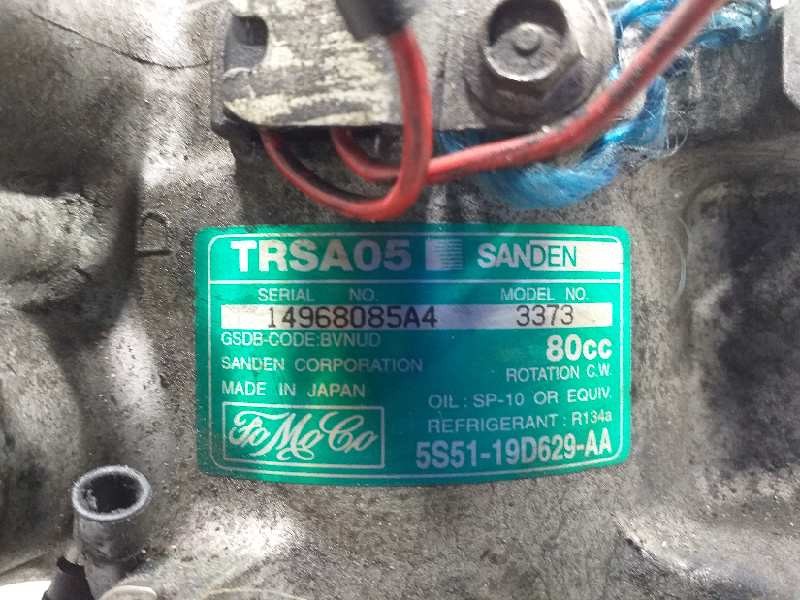 TRSA05 SANDEN
SERIAL NO. MODEL NO.
14968085A4 3373
GSDB-CODE:BVNUD
80cc
SANDEN CORPORATION
ROTATION C.W.
MADE IN JAPAN
OIL : SP-10 OR EQUIV.
REFRIGERANT : R134a
FoMoCo
5S51-19D629-AA